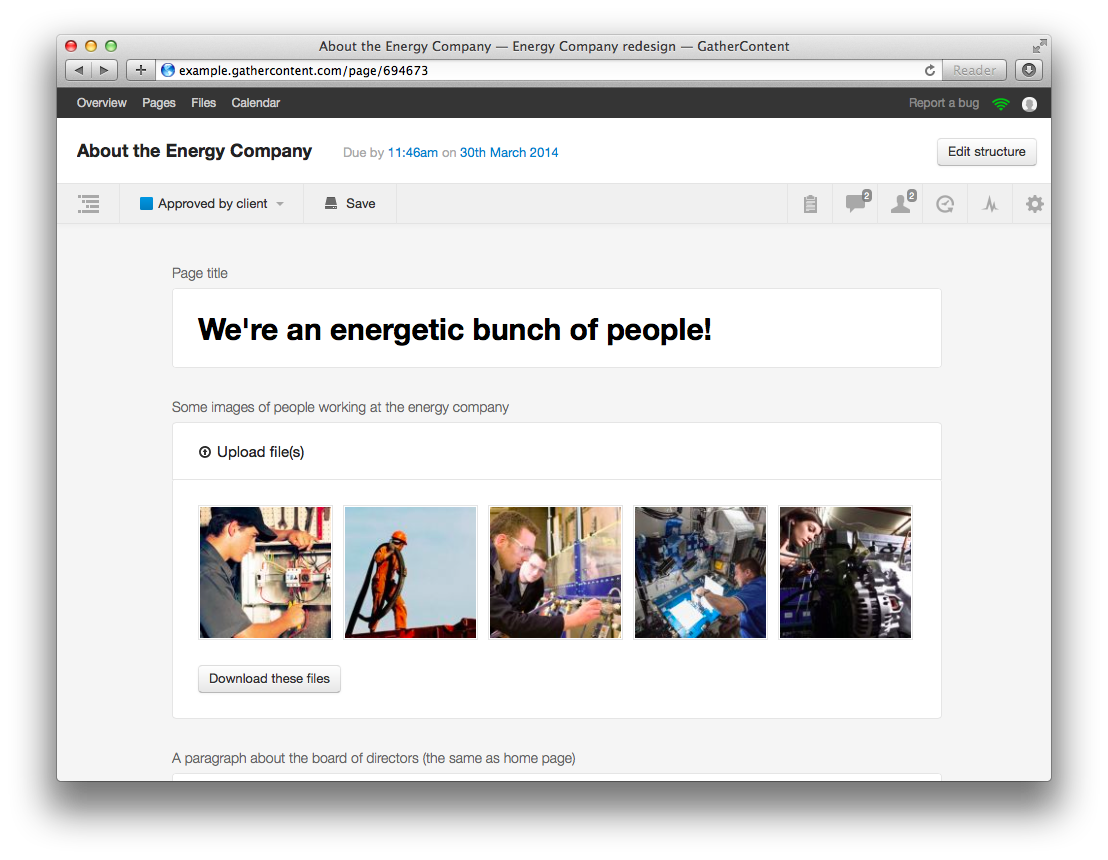 About the Energy Company — Energy Company redesign — GatherContent
example.gathercontent.com/page/694673
Reader
Overview Pages Files Calendar Report a bug
About the Energy Company Due by 11:46am on 30th March 2014 Edit structure
Approved by client Save 2 2
Page title
We're an energetic bunch of people!
Some images of people working at the energy company
Upload file(s)
Download these files
A paragraph about the board of directors (the same as home page)